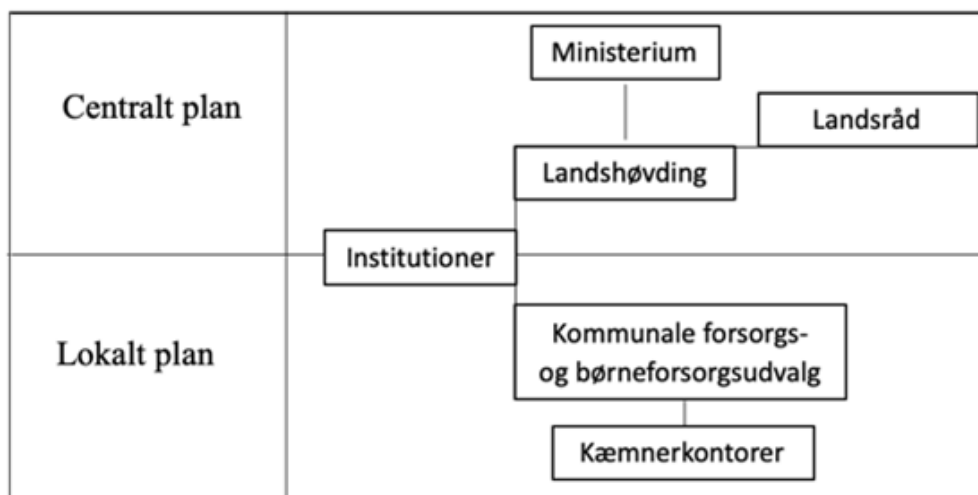 Ministerium
Centralt plan
Landsråd
Landshøvding
Institutioner
Lokalt plan
Kommunale forsorgs-
og børneforsorgsudvalg
Kæmnerkontorer